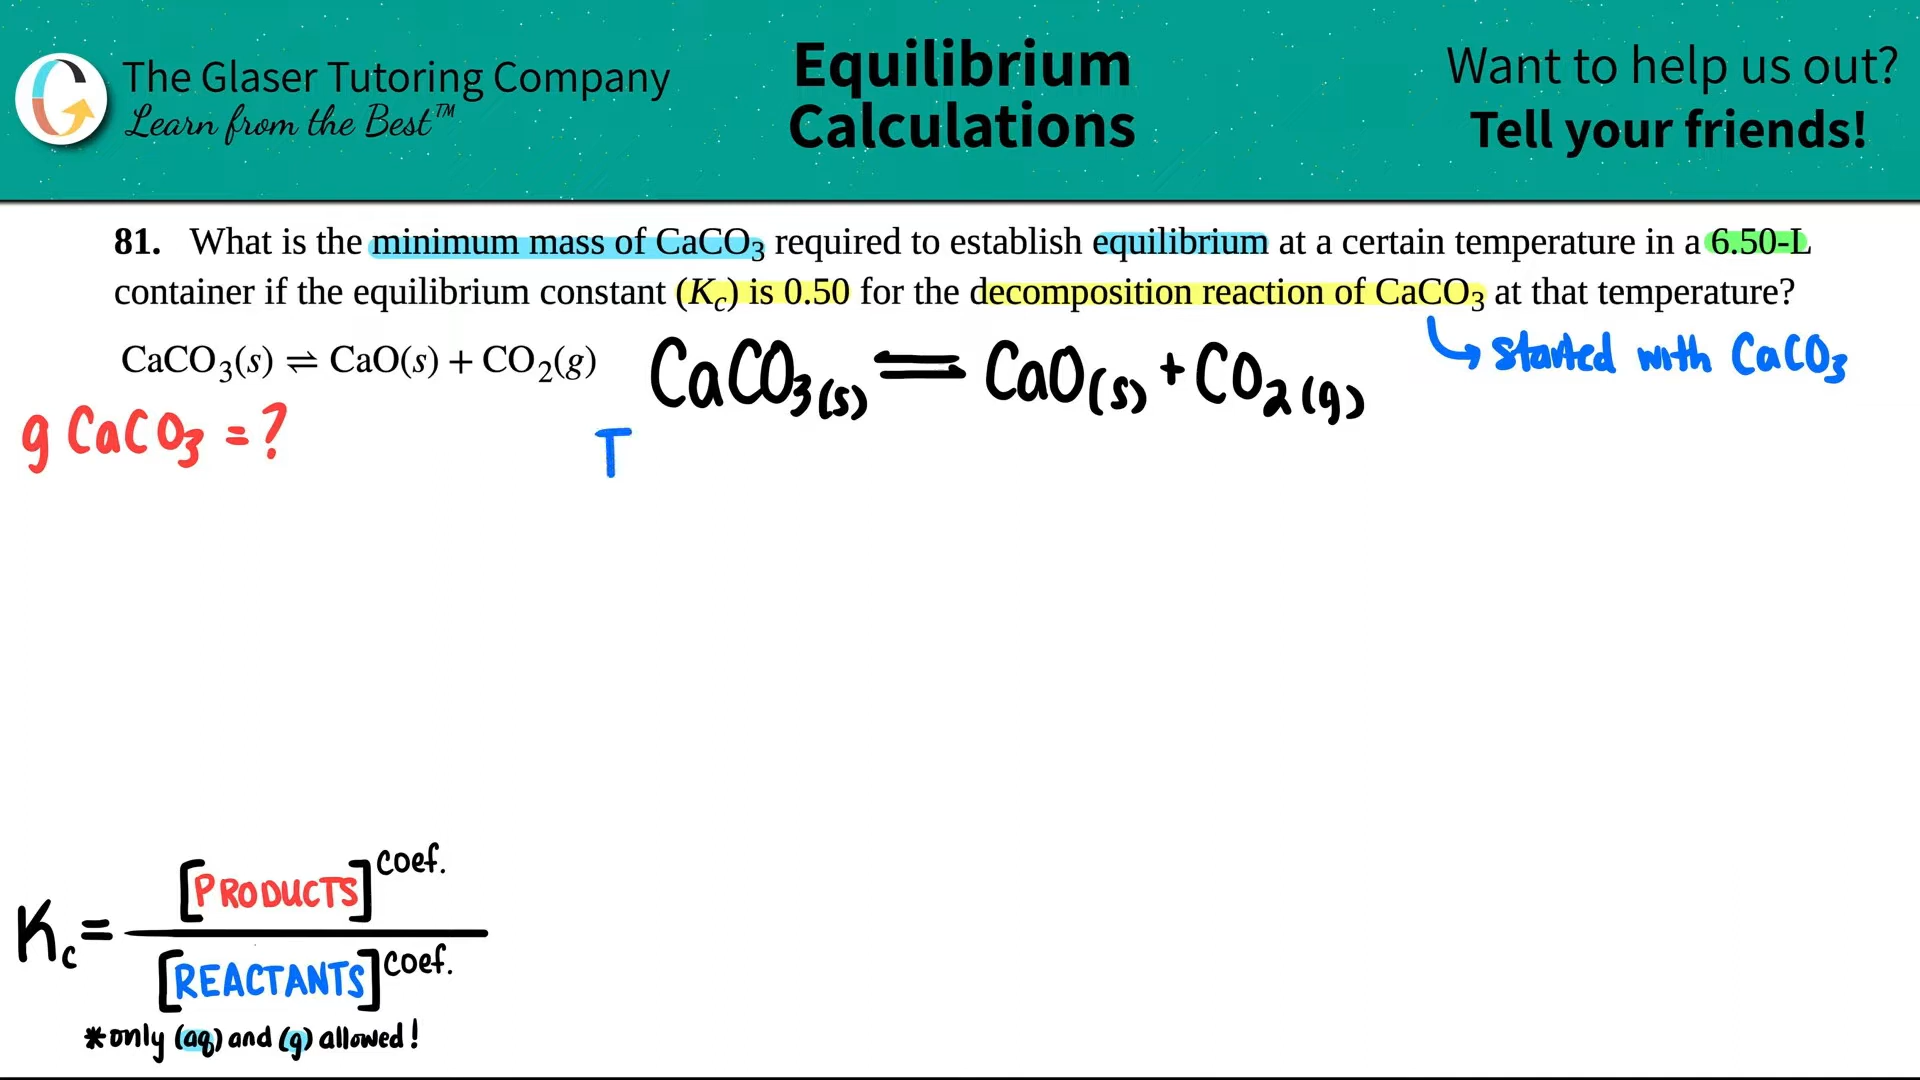 The Glaser Tutoring Company
Learn from the Best™
Equilibrium
Calculations
Want to help us out?
Tell your friends!
81. What is the minimum mass of CaCO₃ required to establish equilibrium at a certain temperature in a 6.50-L
container if the equilibrium constant (Kc) is 0.50 for the decomposition reaction of CaCO₃ at that temperature?
CaCO₃(s) ⇌ CaO(s) + CO₂(g)
CaCO₃(s) ⇌ CaO(s) + CO₂(g)
↳ started with CaCO₃
g CaCO₃ = ?
I
[PRODUCTS]coef.
Kc =
[REACTANTS]coef.
*only (aq) and (g) allowed!